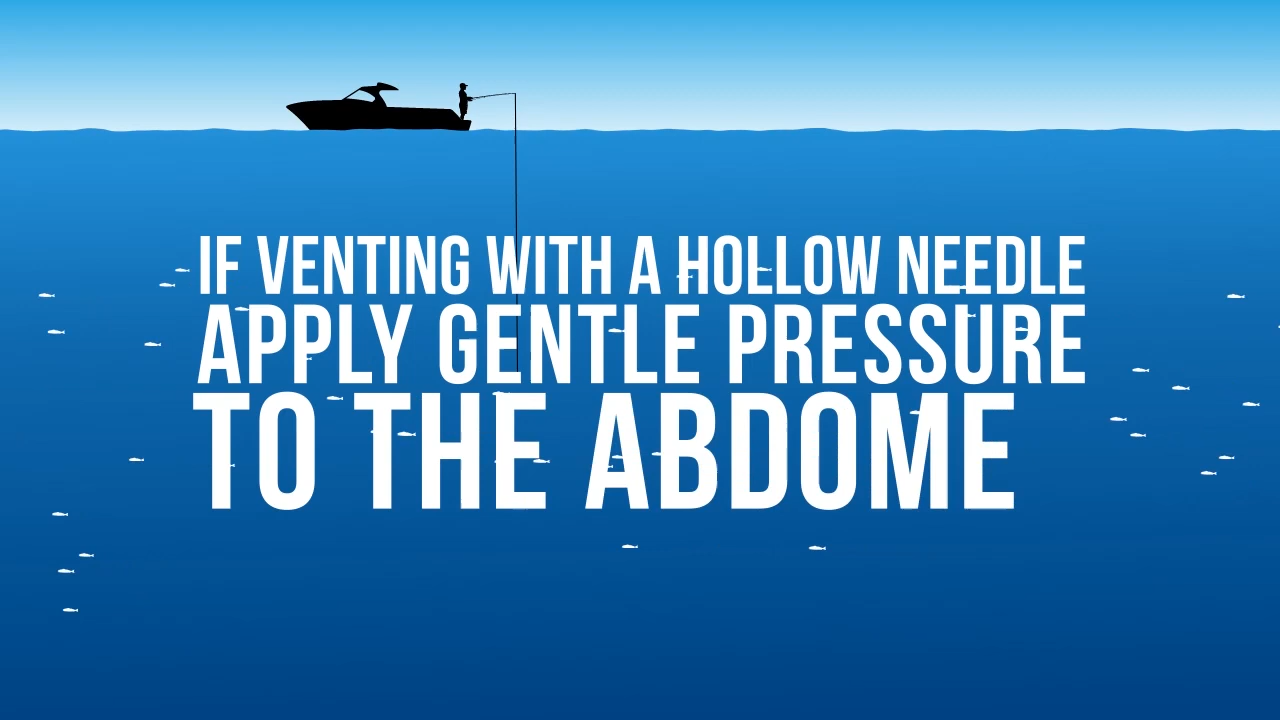 IF VENTING WITH A HOLLOW NEEDLE
APPLY GENTLE PRESSURE
TO THE ABDOME